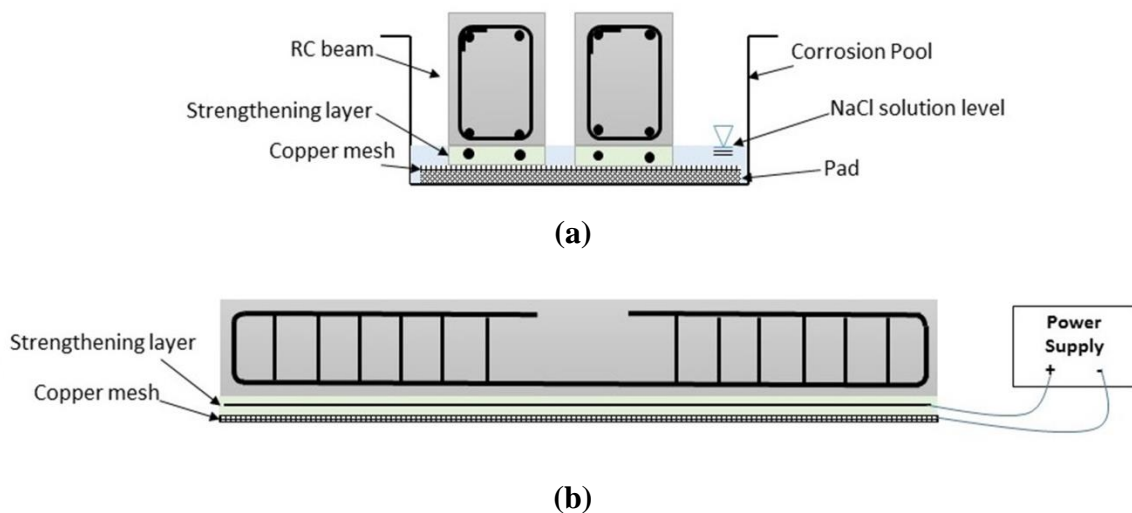 RC beam
Strengthening layer
Copper mesh
Corrosion Pool
NaCl solution level
Pad
(a)
Strengthening layer
Copper mesh
Power
Supply
+ -
(b)